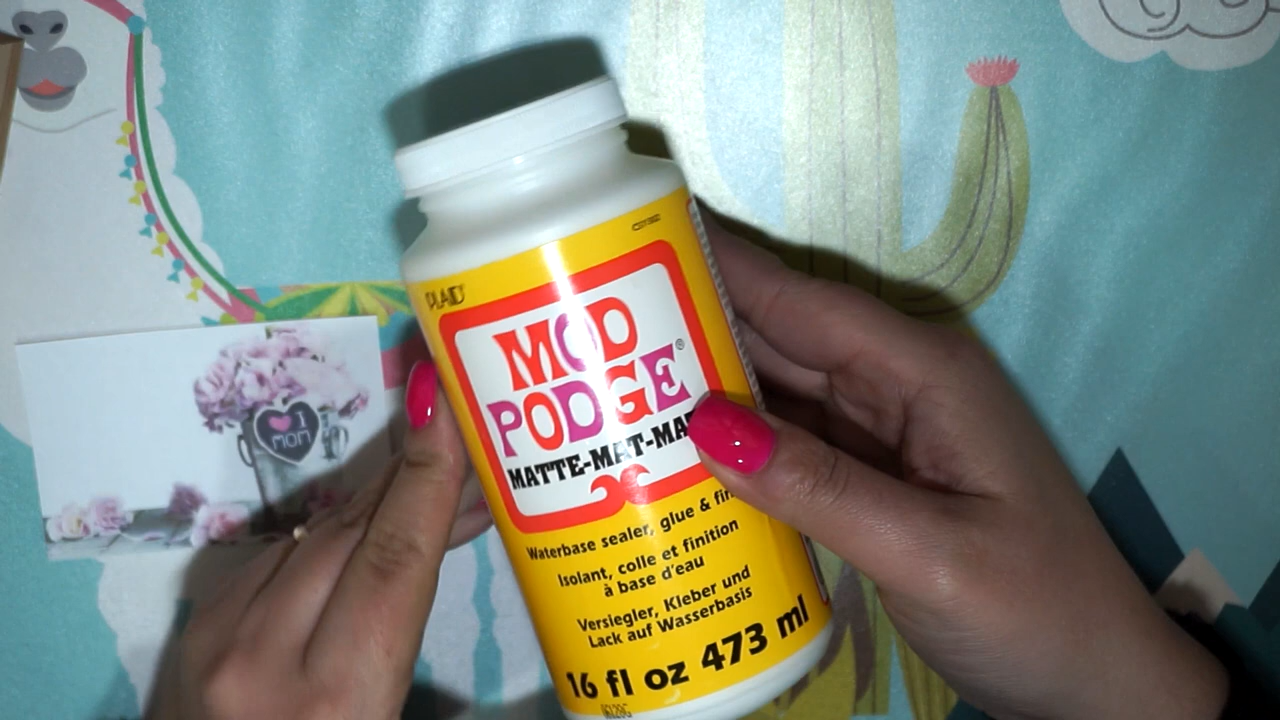 PLAID®
MOD
PODGE®
MATTE-MAT-MA
Waterbase sealer, glue & fin
Isolant, colle et finition
à base d'eau
Versiegler, Kleber und
Lack auf Wasserbasis
16 fl oz 473 ml
I
MOM